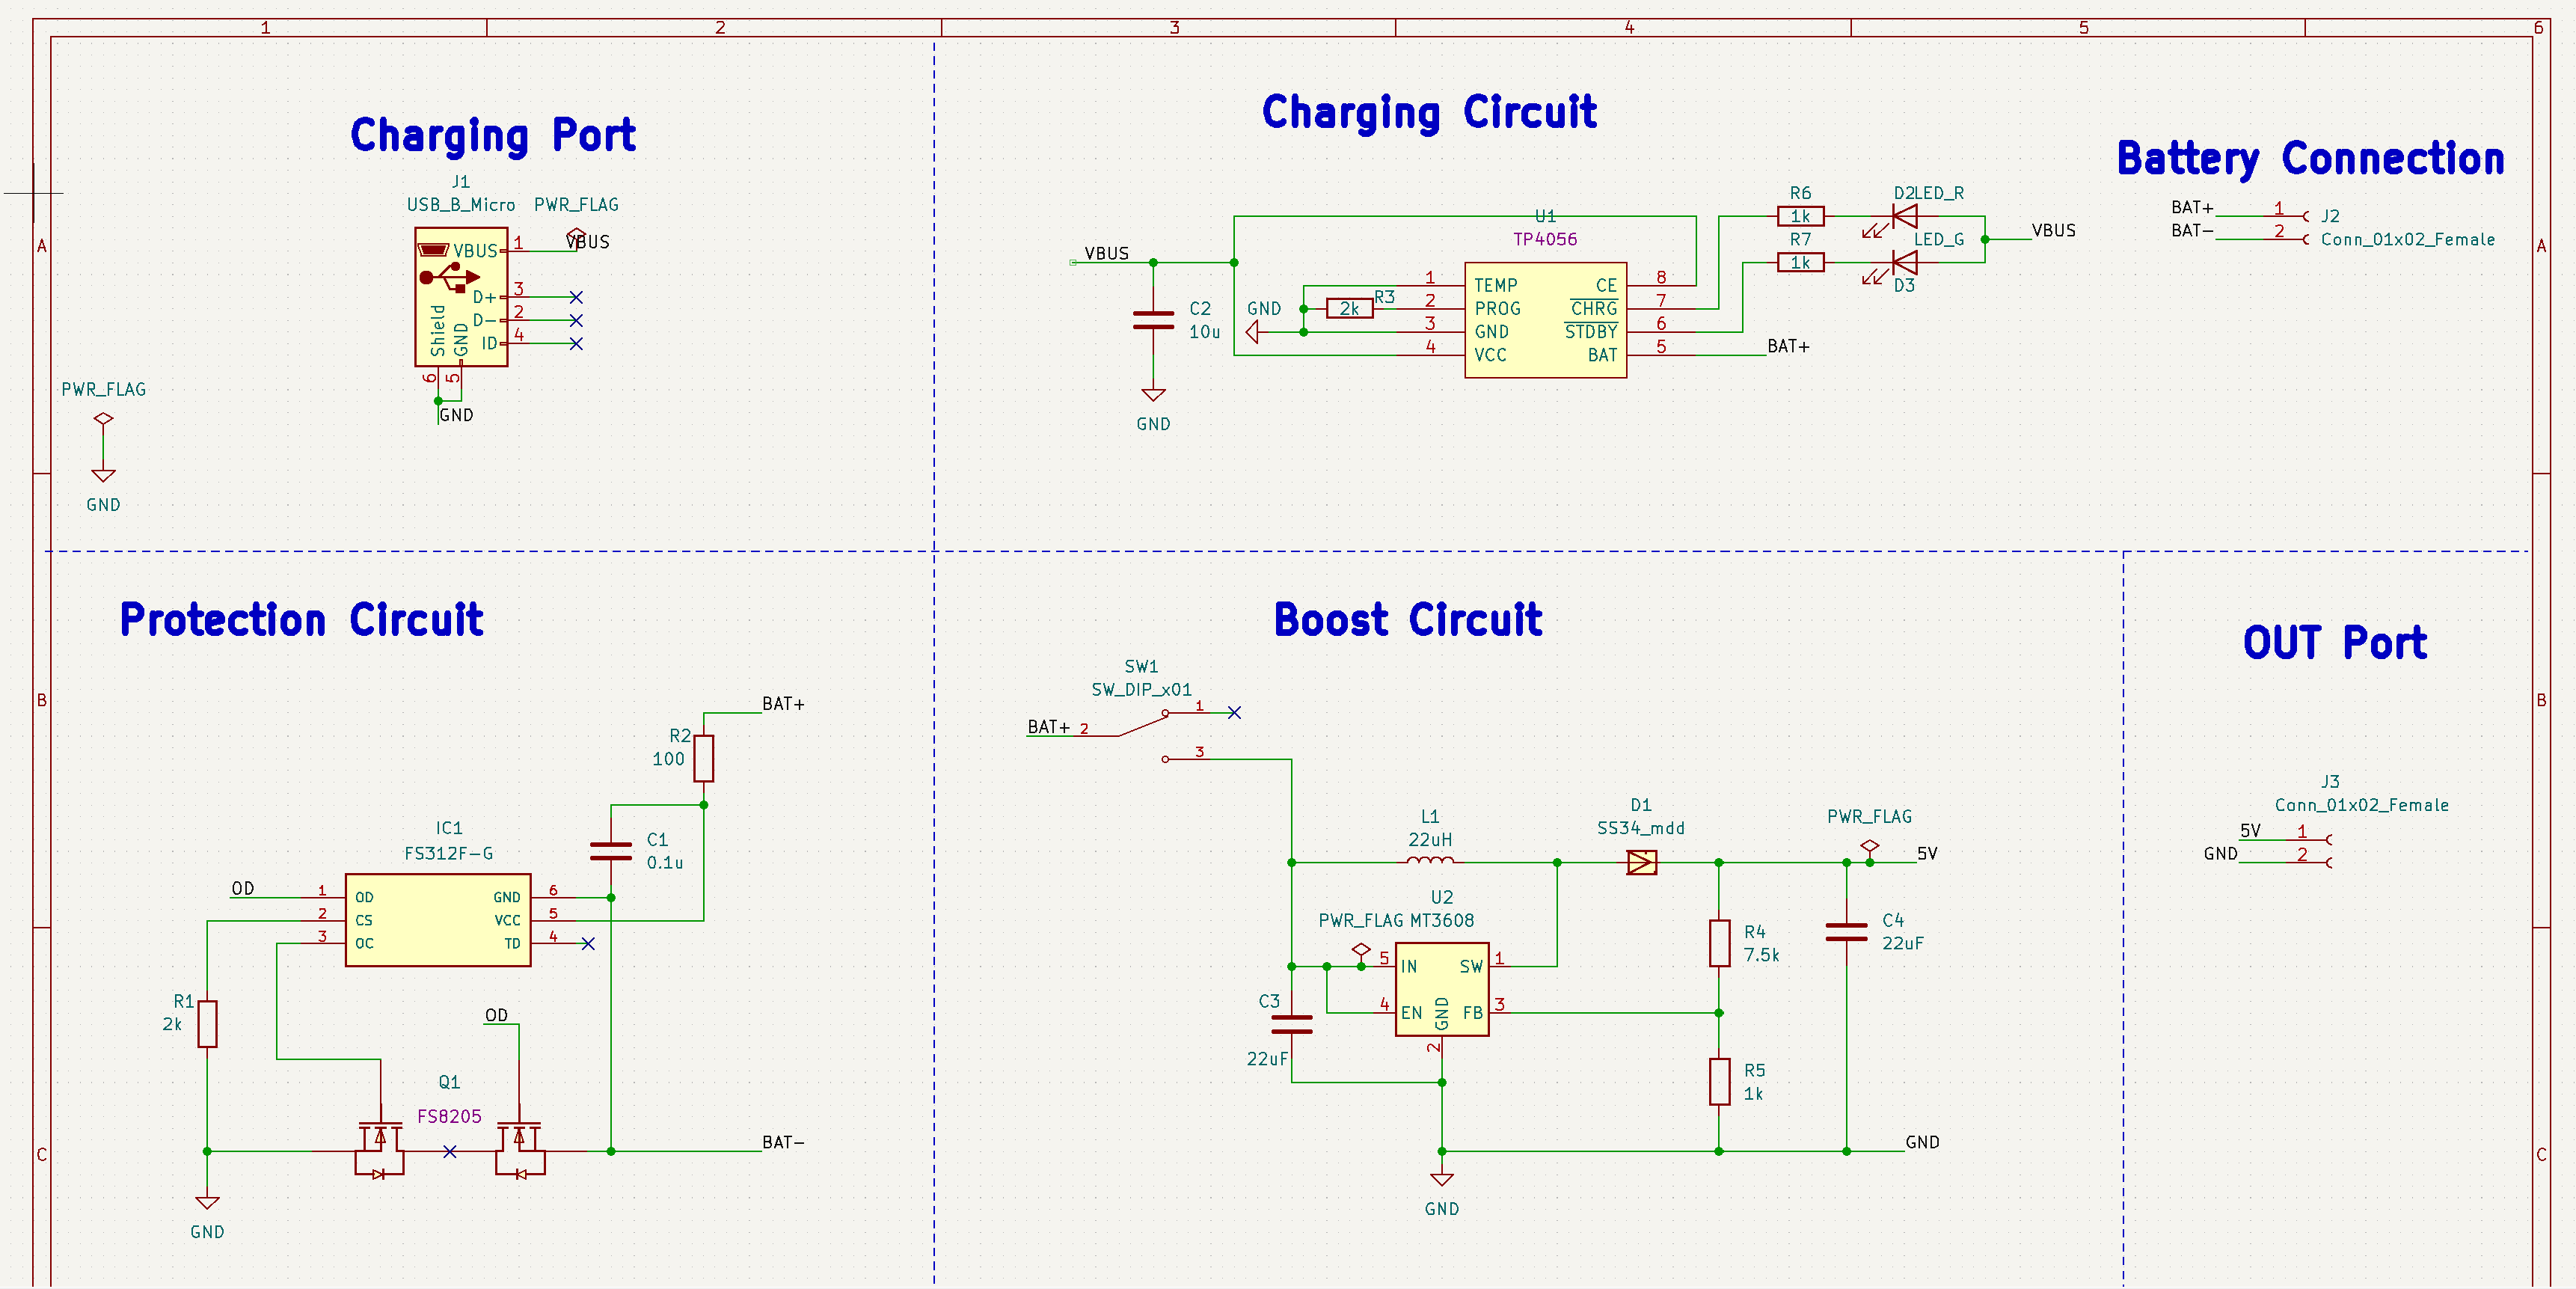 1 2 3 4 5 6
A
B
C
A
B
C
Charging Port
J1
USB_B_Micro PWR_FLAG
VBUS
VBUS 1
D+ 3
D- 2
ID 4
Shield
GND
6 5
GND
PWR_FLAG
GND
Charging Circuit
VBUS
C2
10u
GND
GND
R3
2k
U1
TP4056
1 TEMP CE 8
2 PROG CHRG 7
3 GND STDBY 6
4 VCC BAT 5
BAT+
R6
1k
R7
1k
D2 LED_R
LED_G
D3
VBUS
Battery Connection
BAT+ 1 J2
BAT- 2 Conn_01x02_Female
Protection Circuit
BAT+
R2
100
C1
0.1u
IC1
FS312F-G
OD 1 OD GND 6
2 CS VCC 5
3 OC TD 4
R1
2k
OD
Q1
FS8205
BAT-
GND
Boost Circuit
SW1
SW_DIP_x01
1
BAT+ 2
3
L1
22uH
D1
SS34_mdd
PWR_FLAG
5V
U2
PWR_FLAG MT3608
5 IN SW 1
4 EN FB 3
GND
2
C3
22uF
R4
7.5k
C4
22uF
R5
1k
GND
GND
OUT Port
J3
Conn_01x02_Female
5V 1
GND 2